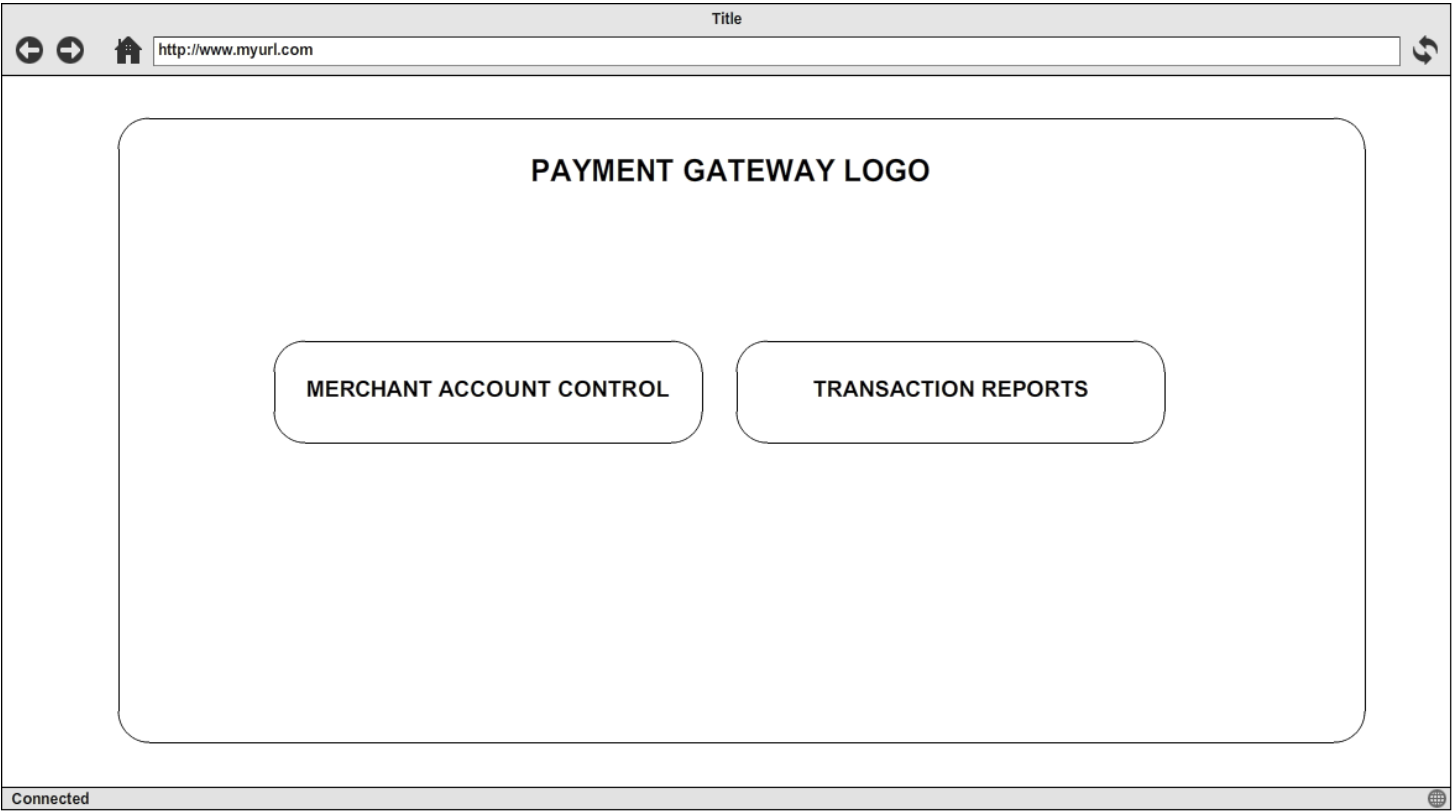 Title
http://www.myurl.com
PAYMENT GATEWAY LOGO
MERCHANT ACCOUNT CONTROL
TRANSACTION REPORTS
Connected